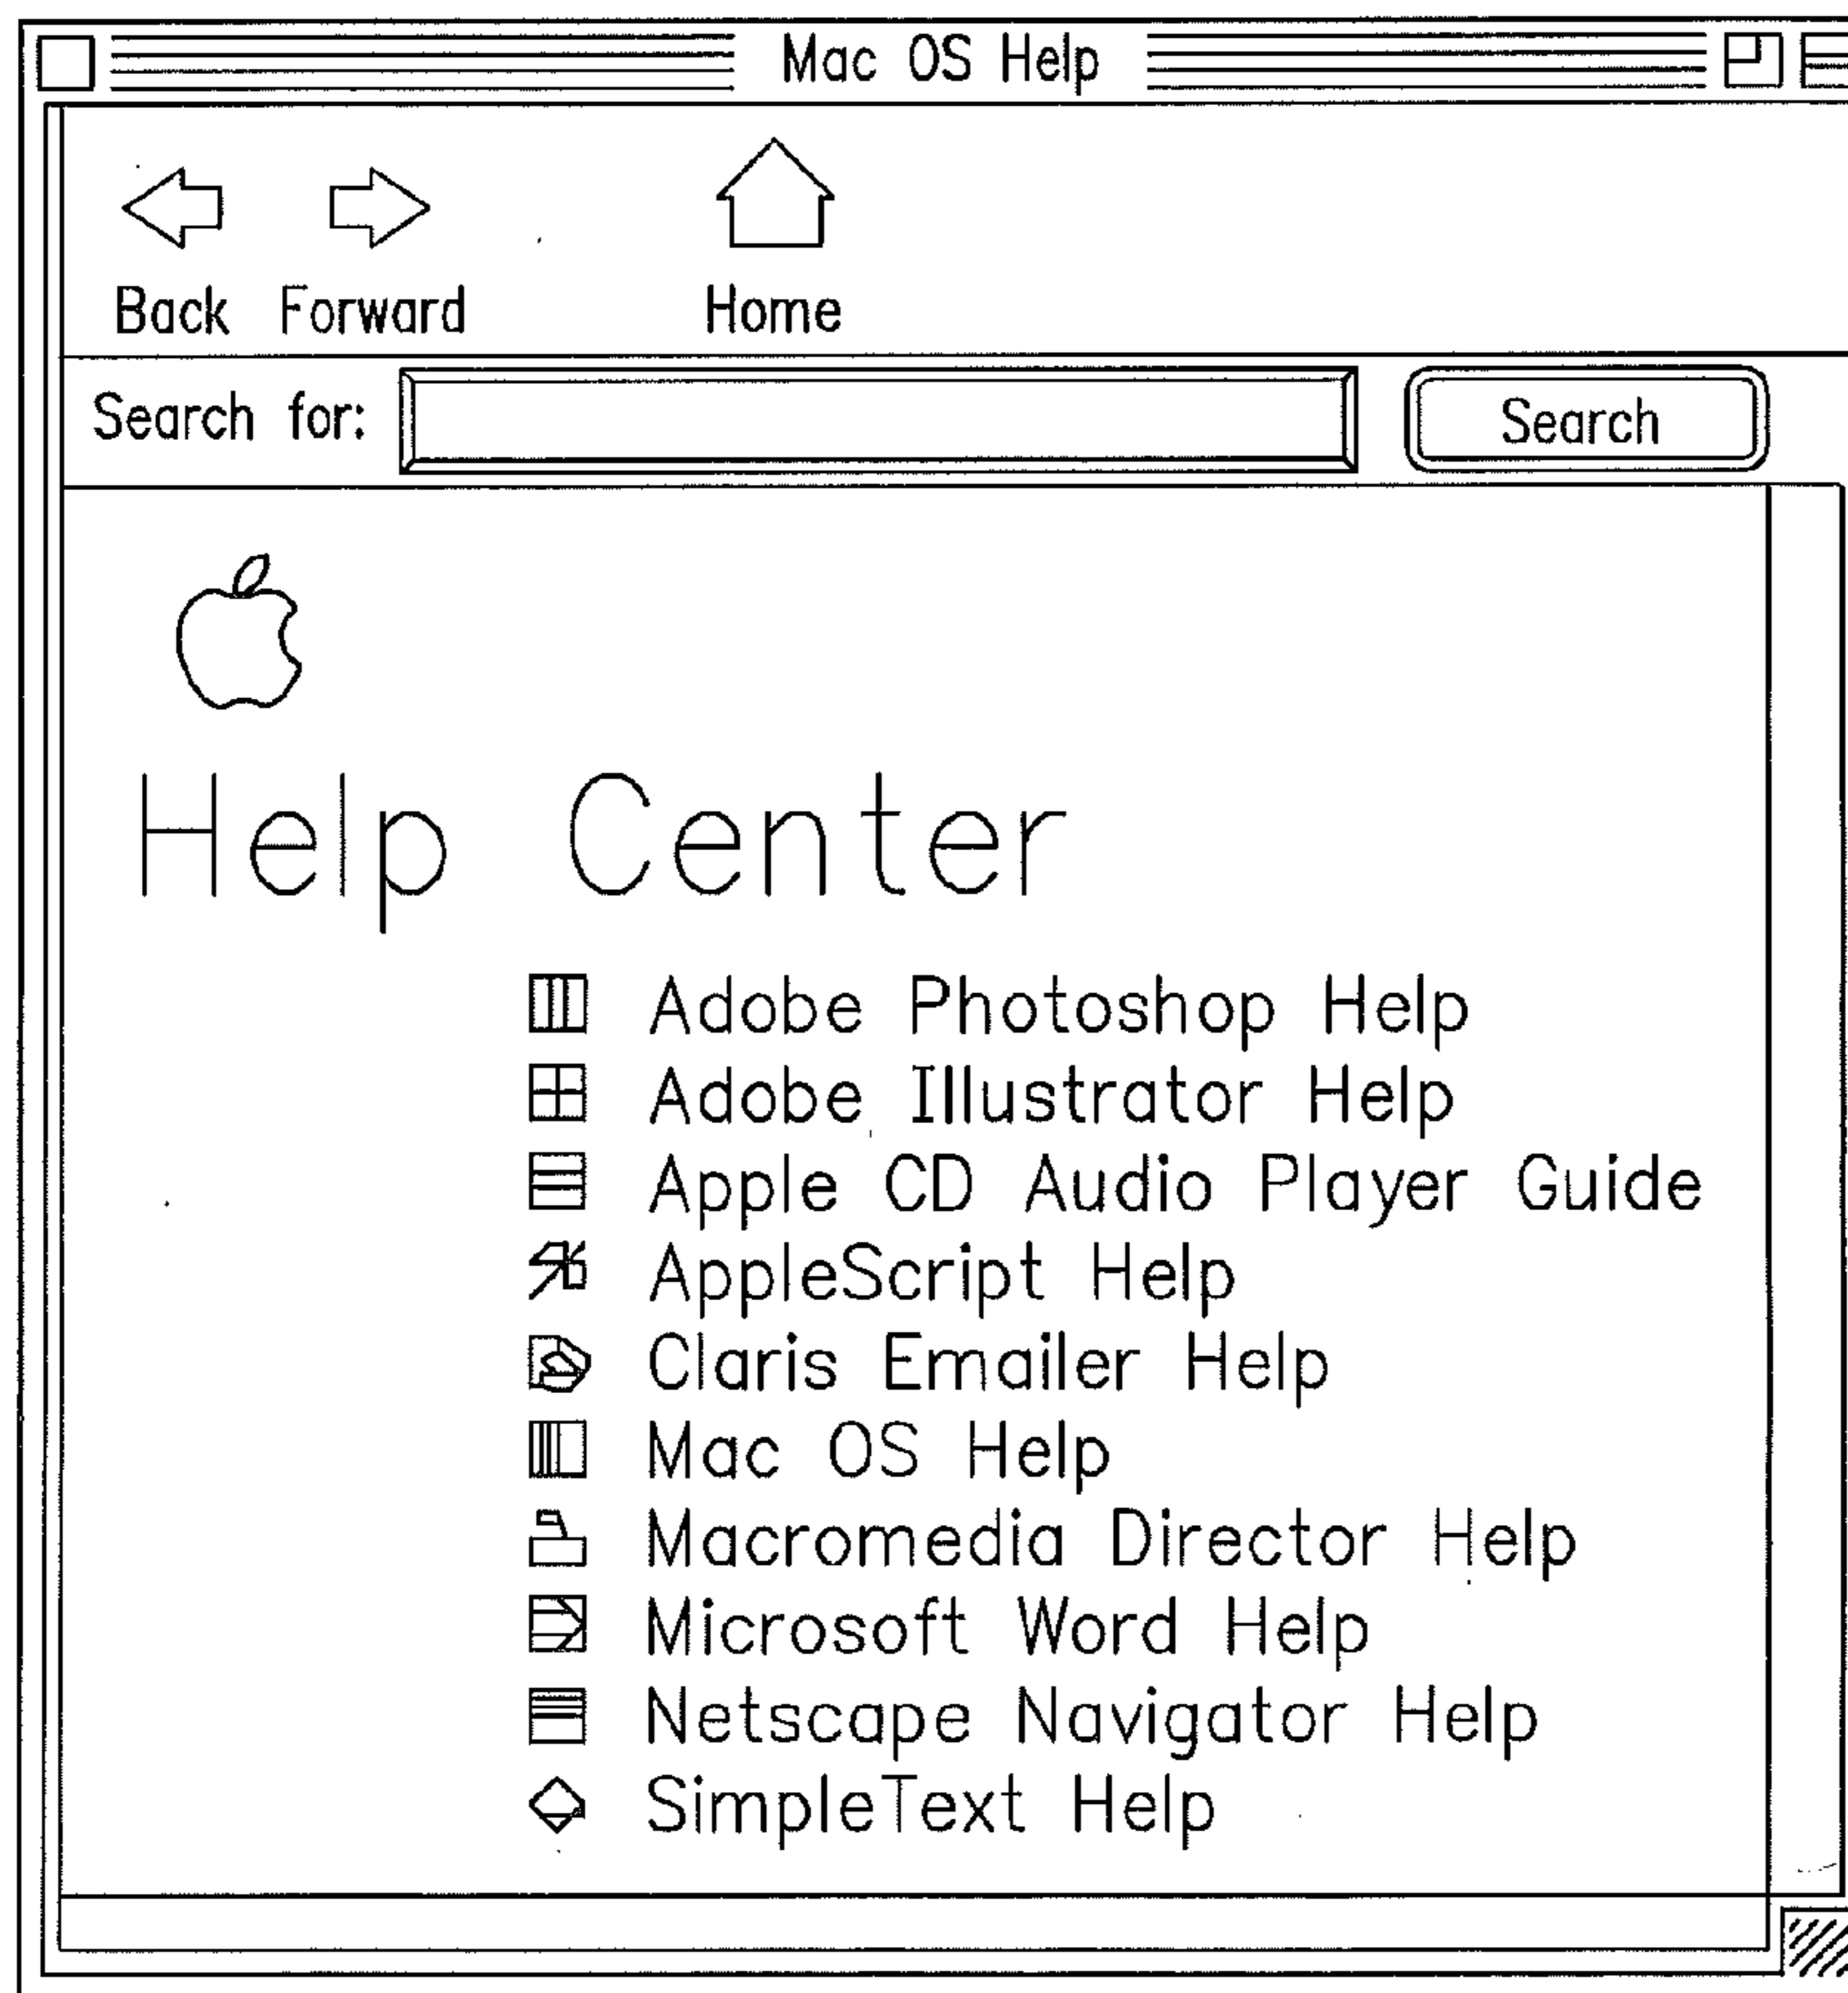 Mac OS Help
Back Forward Home
Search for: Search
Help Center
Adobe Photoshop Help
Adobe Illustrator Help
Apple CD Audio Player Guide
AppleScript Help
Claris Emailer Help
Mac OS Help
Macromedia Director Help
Microsoft Word Help
Netscape Navigator Help
SimpleText Help